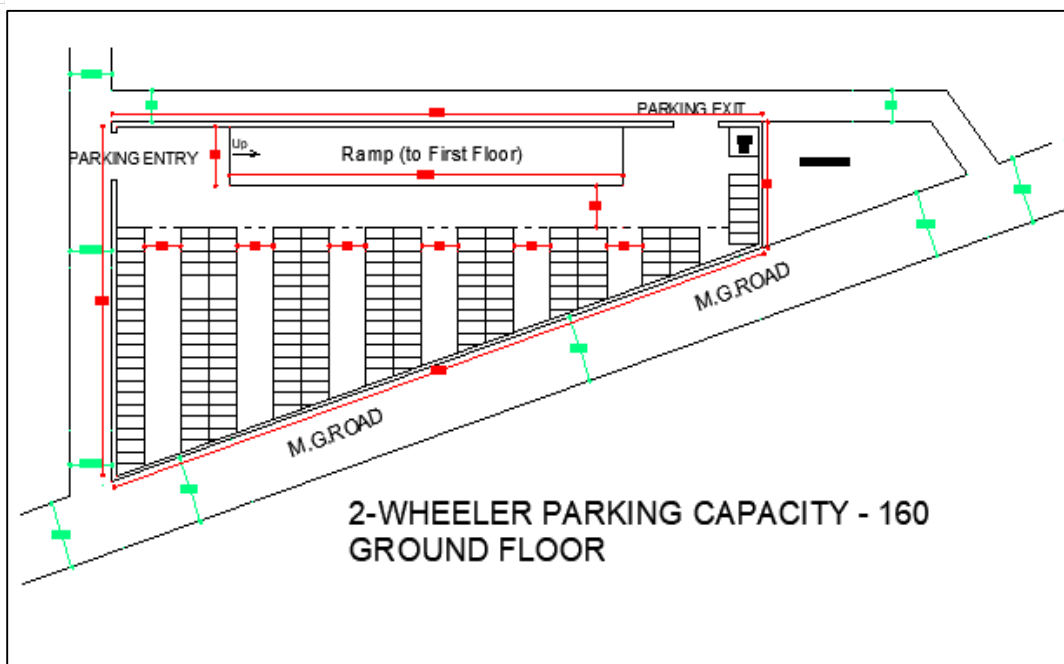 PARKING EXIT
Up
PARKING ENTRY
Ramp (to First Floor)
M.G.ROAD
M.G.ROAD
2-WHEELER PARKING CAPACITY - 160
GROUND FLOOR